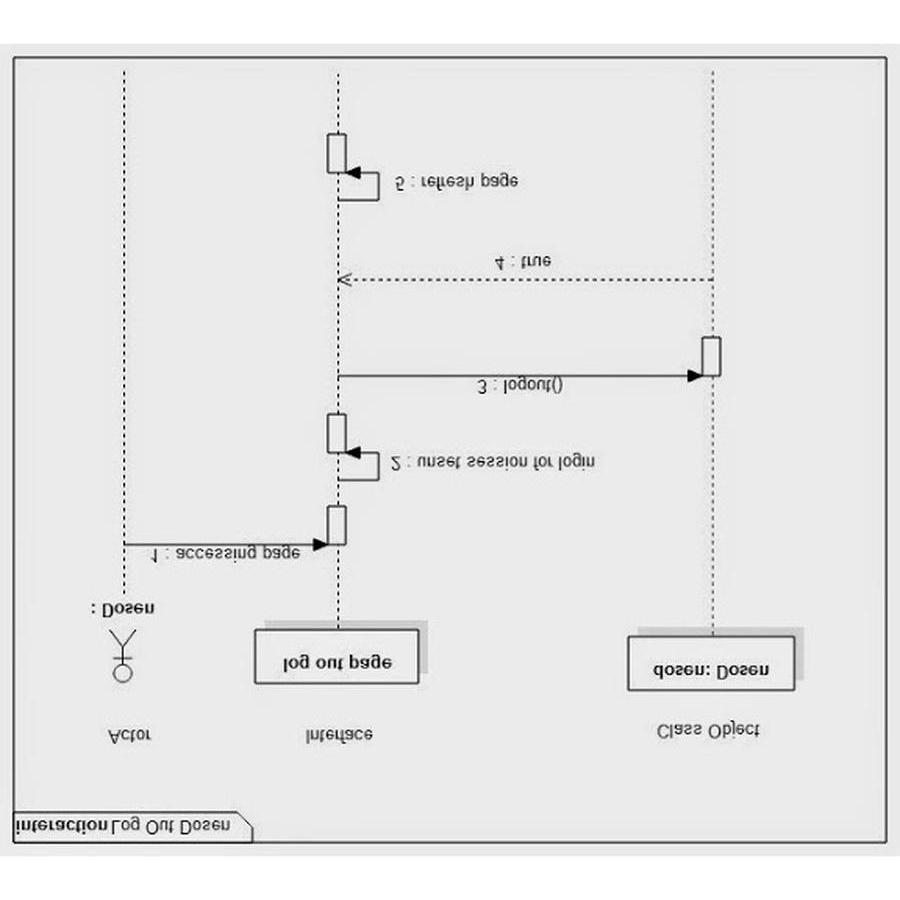 interaction Log Out Dosen
Actor
Interface
Class Object
: Dosen
log out page
dosen: Dosen
1 : accessing page
2 : unset session for login
3 : logout()
4 : true
5 : refresh page